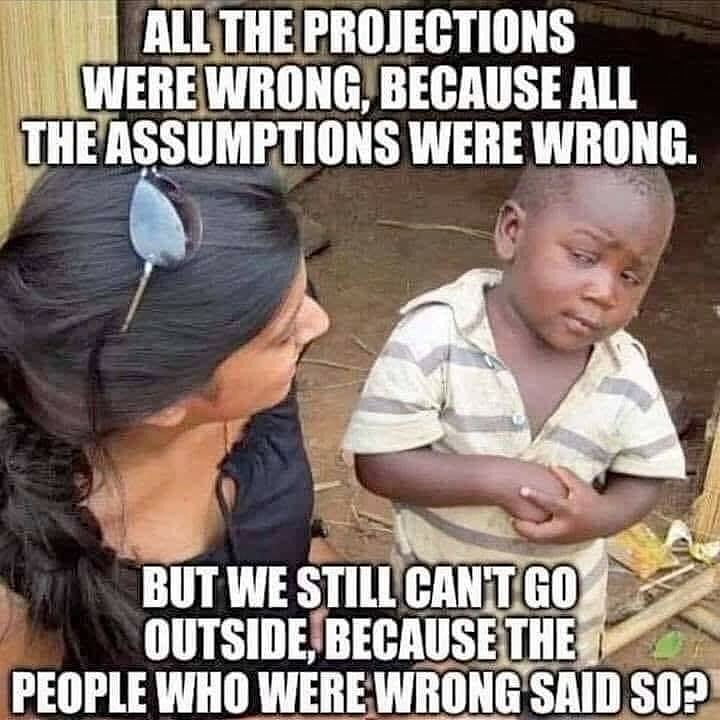 ALL THE PROJECTIONS
WERE WRONG, BECAUSE ALL
THE ASSUMPTIONS WERE WRONG.
BUT WE STILL CAN'T GO
OUTSIDE, BECAUSE THE
PEOPLE WHO WERE WRONG SAID SO?